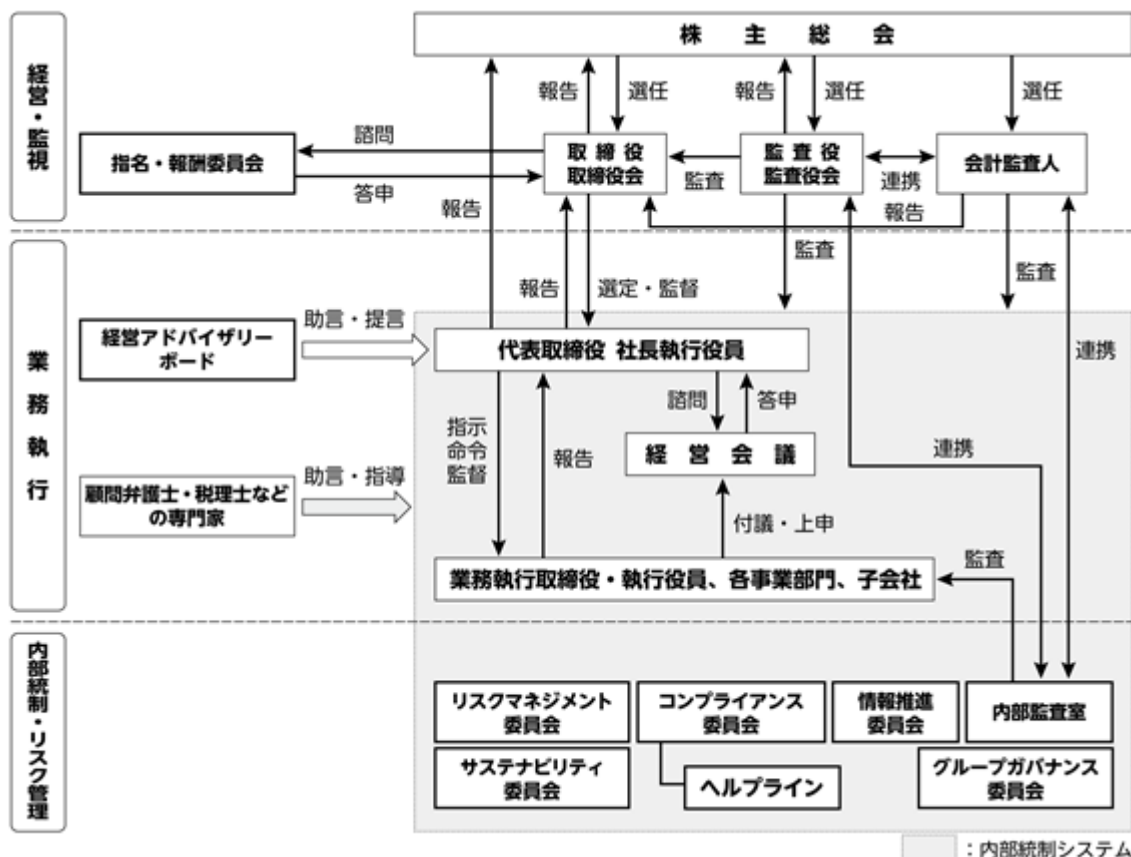 株主総会
経営・監視
報告
選任
報告
選任
選任
諮問
指名・報酬委員会
答申
取締役
取締役会
監査
監査役
監査役会
連携
会計監査人
報告
報告
監査
監査
業務執行
報告
選定・監督
助言・提言
経営アドバイザリー
ボード
代表取締役 社長執行役員
連携
諮問
答申
指示
命令
監督
報告
経営会議
連携
助言・指導
顧問弁護士・税理士など
の専門家
付議・上申
監査
業務執行取締役・執行役員、各事業部門、子会社
内部統制・リスク管理
リスクマネジメント
委員会
コンプライアンス
委員会
情報推進
委員会
内部監査室
サステナビリティ
委員会
ヘルプライン
グループガバナンス
委員会
：内部統制システム